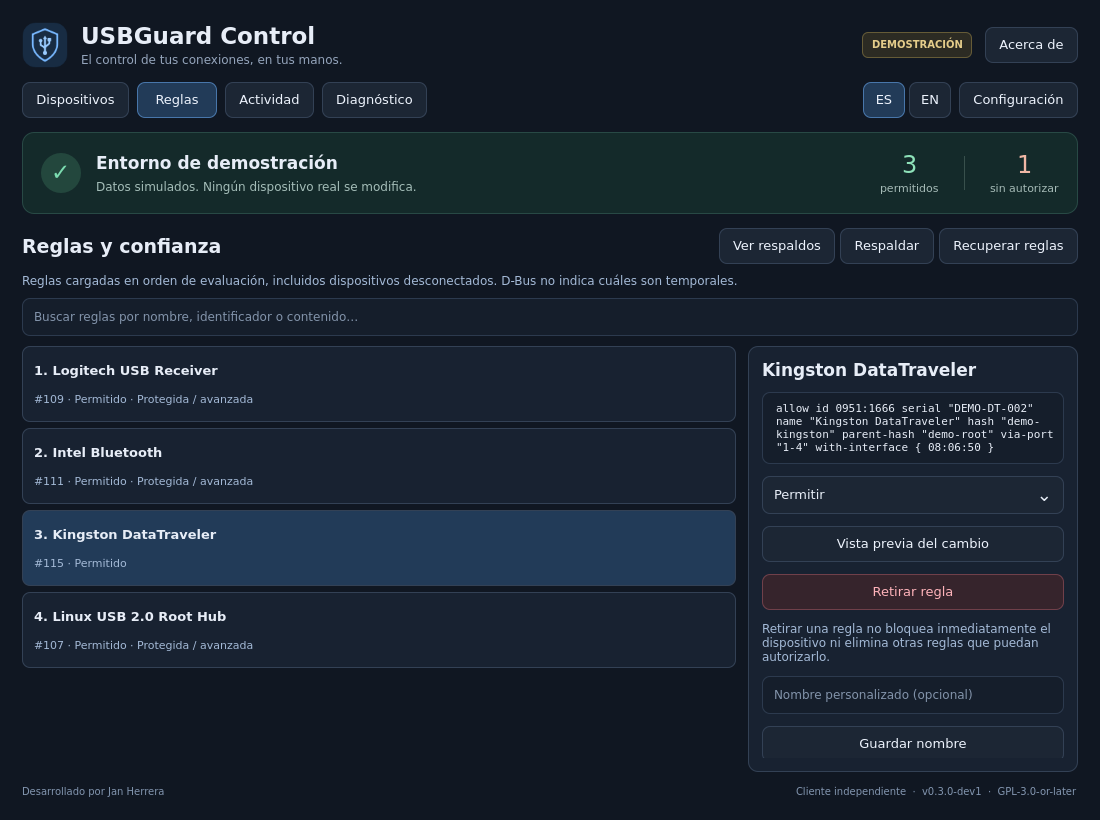 USBGuard Control
El control de tus conexiones, en tus manos.
DEMOSTRACIÓN
Acerca de
Dispositivos
Reglas
Actividad
Diagnóstico
ES
EN
Configuración
✓
Entorno de demostración
Datos simulados. Ningún dispositivo real se modifica.
3
permitidos
1
sin autorizar
Reglas y confianza
Ver respaldos
Respaldar
Recuperar reglas
Reglas cargadas en orden de evaluación, incluidos dispositivos desconectados. D-Bus no indica cuáles son temporales.
Buscar reglas por nombre, identificador o contenido…
1. Logitech USB Receiver
#109 · Permitido · Protegida / avanzada
2. Intel Bluetooth
#111 · Permitido · Protegida / avanzada
3. Kingston DataTraveler
#115 · Permitido
4. Linux USB 2.0 Root Hub
#107 · Permitido · Protegida / avanzada
Kingston DataTraveler
allow id 0951:1666 serial "DEMO-DT-002"
name "Kingston DataTraveler" hash "demo-
kingston" parent-hash "demo-root" via-port
"1-4" with-interface { 08:06:50 }
Permitir
Vista previa del cambio
Retirar regla
Retirar una regla no bloquea inmediatamente el
dispositivo ni elimina otras reglas que puedan
autorizarlo.
Nombre personalizado (opcional)
Guardar nombre
Desarrollado por Jan Herrera
Cliente independiente · v0.3.0-dev1 · GPL-3.0-or-later